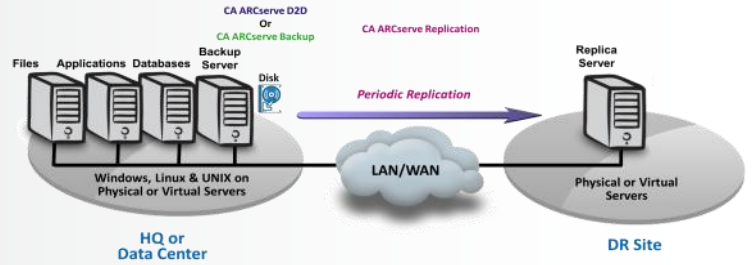 CA ARCserve D2D
Or
CA ARCserve Backup
CA ARCserve Replication
Files
Applications
Databases
Backup
Server
Disk
Replica
Server
Periodic Replication
LAN/WAN
Windows, Linux & UNIX on
Physical or Virtual Servers
Physical or Virtual
Servers
HQ or
Data Center
DR Site